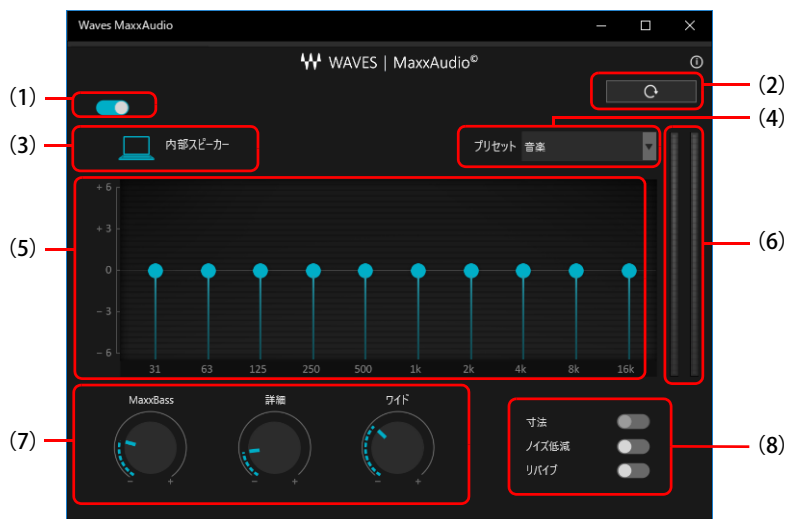 Waves MaxxAudio
WAVES | MaxxAudio©
(1)
(2)
(3)
内部スピーカー
(4)
プリセット 音楽
(5)
+ 6
+ 3
0
− 3
− 6
31 63 125 250 500 1k 2k 4k 8k 16k
(6)
(7)
MaxxBass 詳細 ワイド
− + − + − +
寸法
ノイズ低減
リバイブ
(8)